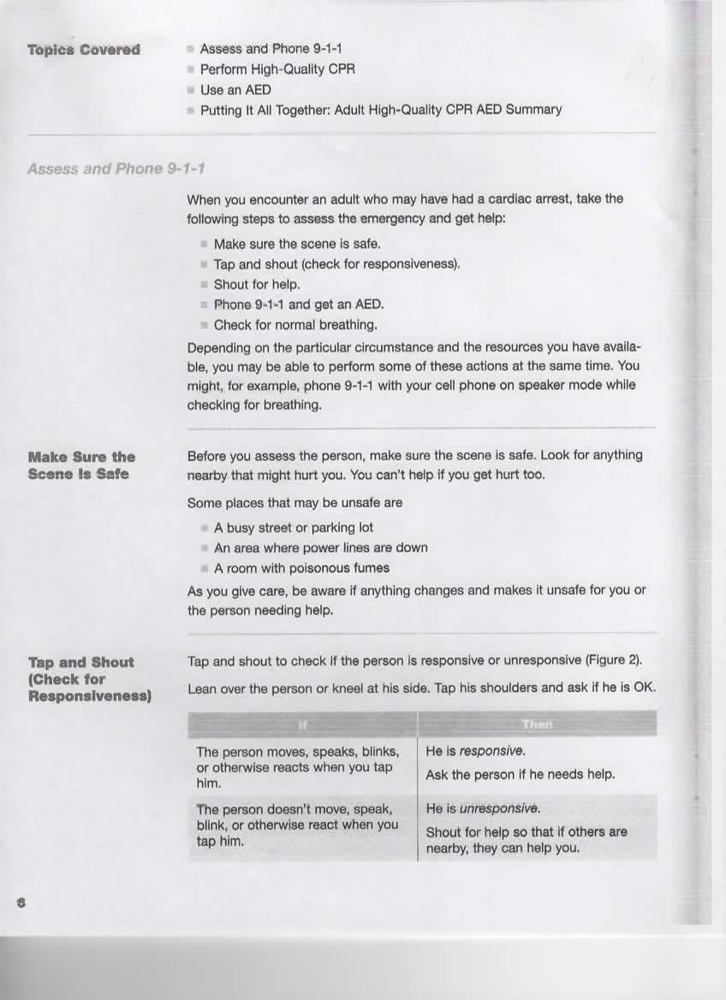 Topics Covered
Assess and Phone 9-1-1
Perform High-Quality CPR
Use an AED
Putting It All Together: Adult High-Quality CPR AED Summary
Assess and Phone 9-1-1
When you encounter an adult who may have had a cardiac arrest, take the
following steps to assess the emergency and get help:
Make sure the scene is safe.
Tap and shout (check for responsiveness).
Shout for help.
Phone 9-1-1 and get an AED.
Check for normal breathing.
Depending on the particular circumstance and the resources you have availa-
ble, you may be able to perform some of these actions at the same time. You
might, for example, phone 9-1-1 with your cell phone on speaker mode while
checking for breathing.
Make Sure the
Scene Is Safe
Before you assess the person, make sure the scene is safe. Look for anything
nearby that might hurt you. You can't help if you get hurt too.
Some places that may be unsafe are
A busy street or parking lot
An area where power lines are down
A room with poisonous fumes
As you give care, be aware if anything changes and makes it unsafe for you or
the person needing help.
Tap and Shout
(Check for
Responsiveness)
Tap and shout to check if the person is responsive or unresponsive (Figure 2).
Lean over the person or kneel at his side. Tap his shoulders and ask if he is OK.
If
Then
The person moves, speaks, blinks,
or otherwise reacts when you tap
him.
He is responsive.
Ask the person if he needs help.
The person doesn't move, speak,
blink, or otherwise react when you
tap him.
He is unresponsive.
Shout for help so that if others are
nearby, they can help you.
6